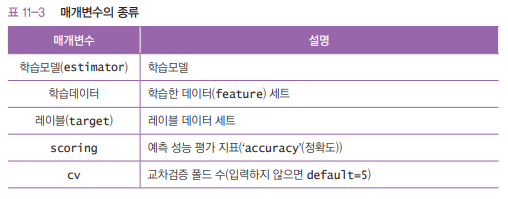 표 11-3 매개변수의 종류
매개변수 설명
학습모델(estimator) 학습모델
학습데이터 학습한 데이터(feature) 세트
레이블(target) 레이블 데이터 세트
scoring 예측 성능 평가 지표(‘accuracy’(정확도))
cv 교차검증 폴드 수(입력하지 않으면 default=5)